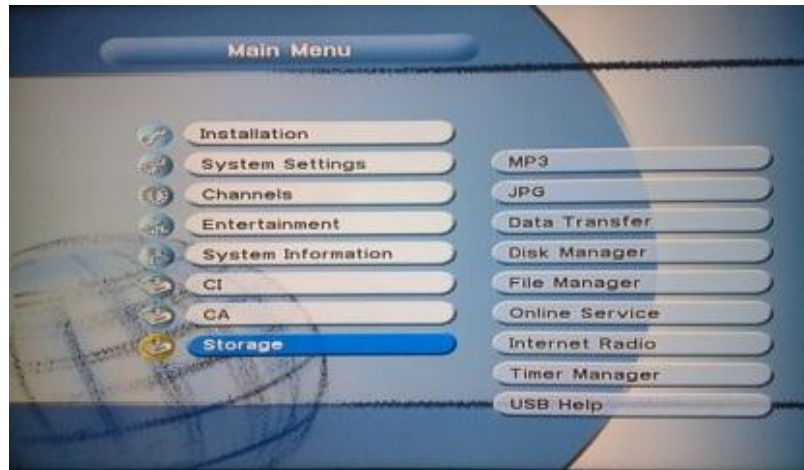 Main Menu
Installation
System Settings
Channels
Entertainment
System Information
CI
CA
Storage
MP3
JPG
Data Transfer
Disk Manager
File Manager
Online Service
Internet Radio
Timer Manager
USB Help